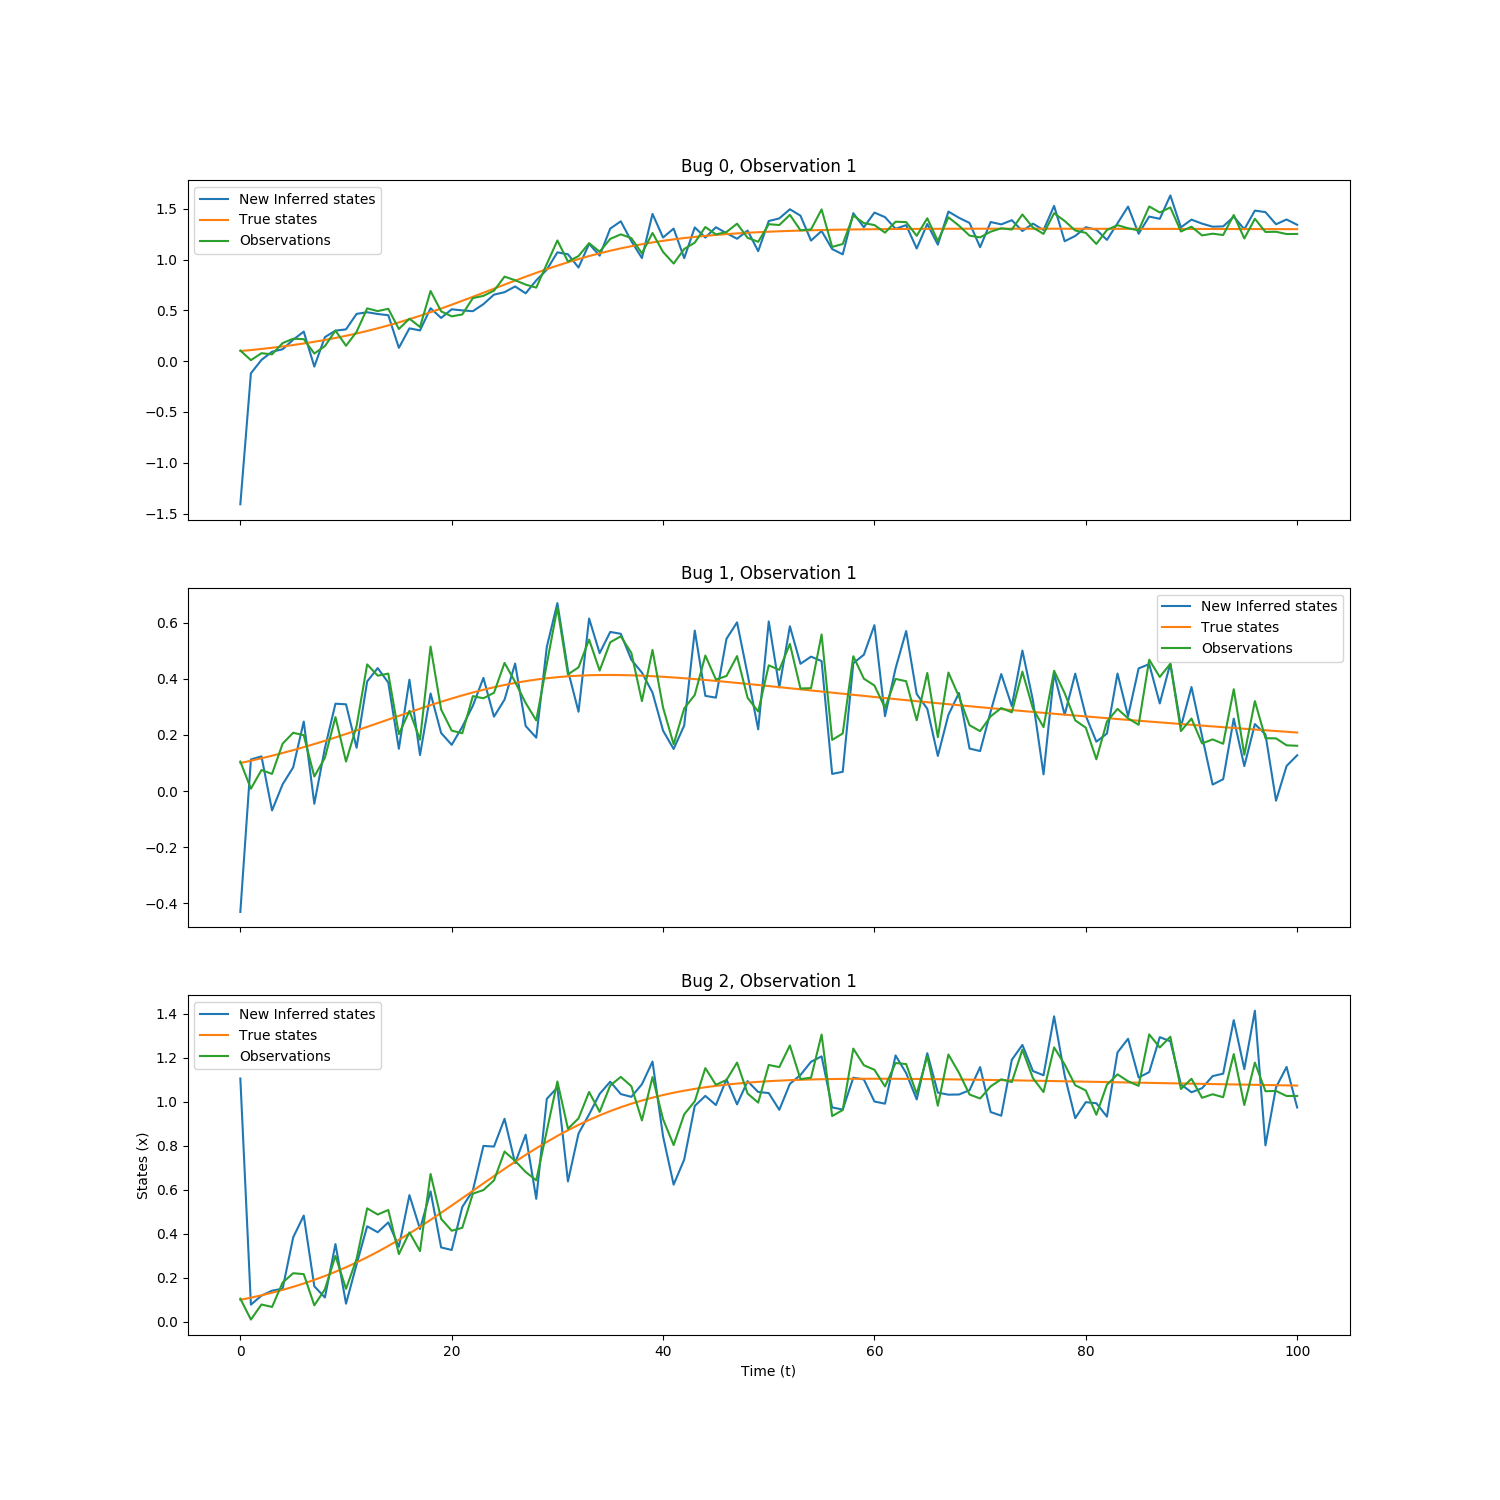 Bug 0, Observation 1
New Inferred states
True states
Observations
1.5
1.0
0.5
0.0
−0.5
−1.0
−1.5
Bug 1, Observation 1
New Inferred states
True states
Observations
0.6
0.4
0.2
0.0
−0.2
−0.4
Bug 2, Observation 1
New Inferred states
True states
Observations
1.4
1.2
1.0
0.8
0.6
0.4
0.2
0.0
States (x)
0 20 40 60 80 100
Time (t)